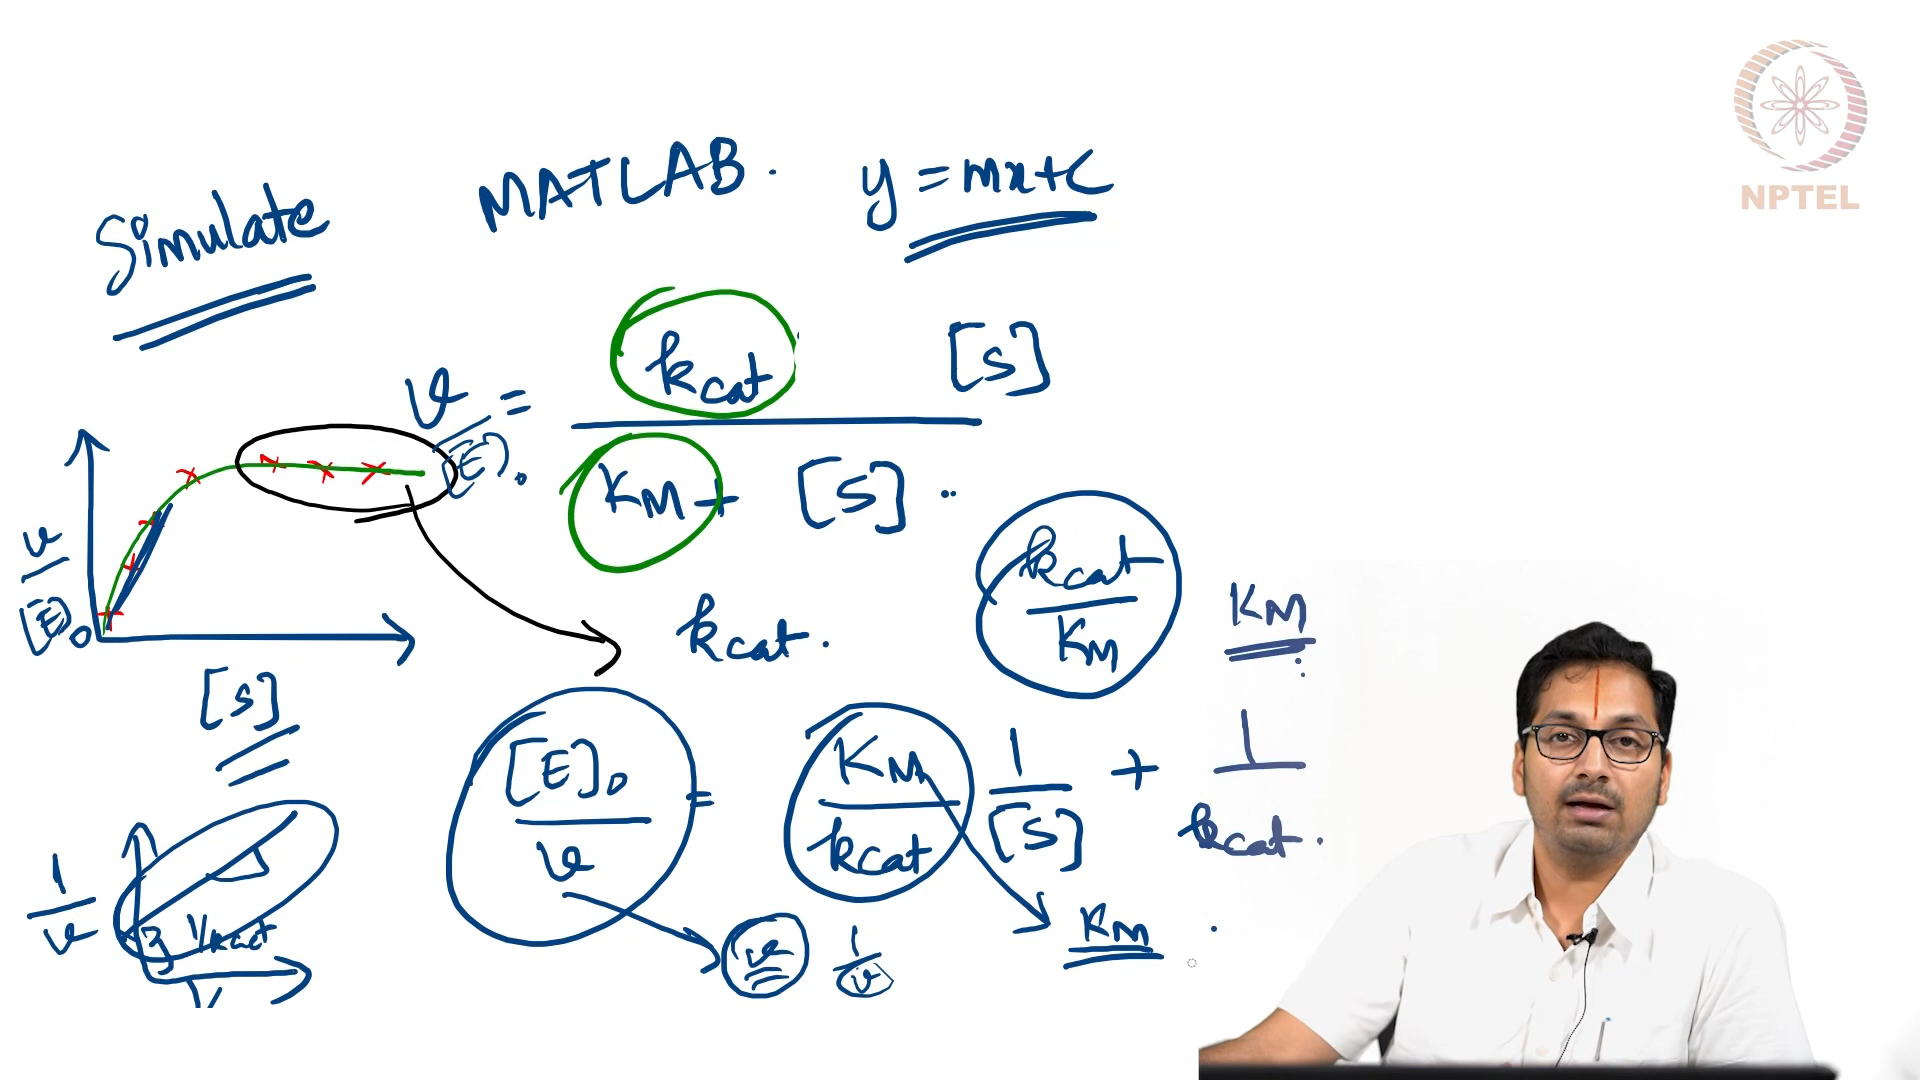 Simulate
MATLAB.
y = mx + c
v/[E]₀ = kcat [S] / KM + [S]
v/[E]₀
[S]
kcat.
kcat/KM
KM
[E]₀/v = KM/kcat 1/[S] + 1/kcat.
1/v
1/kcat
v
1/v
KM
NPTEL